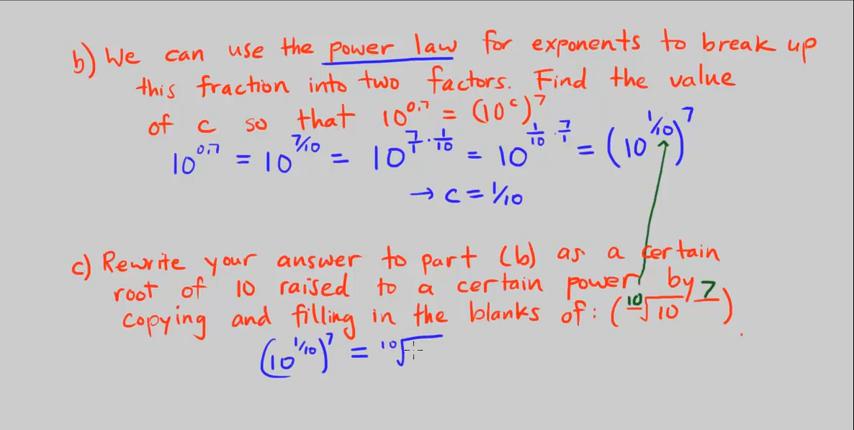 b) We can use the power law for exponents to break up
this fraction into two factors. Find the value
of c so that 10^0.7 = (10^c)^7
10^0.7 = 10^7/10 = 10^(7/1 · 1/10) = 10^(1/10 · 7/1) = (10^1/10)^7
→ c = 1/10
c) Rewrite your answer to part (b) as a certain
root of 10 raised to a certain power by
copying and filling in the blanks of: (¹⁰√10 ^7)
(10^1/10)^7 = ¹⁰√